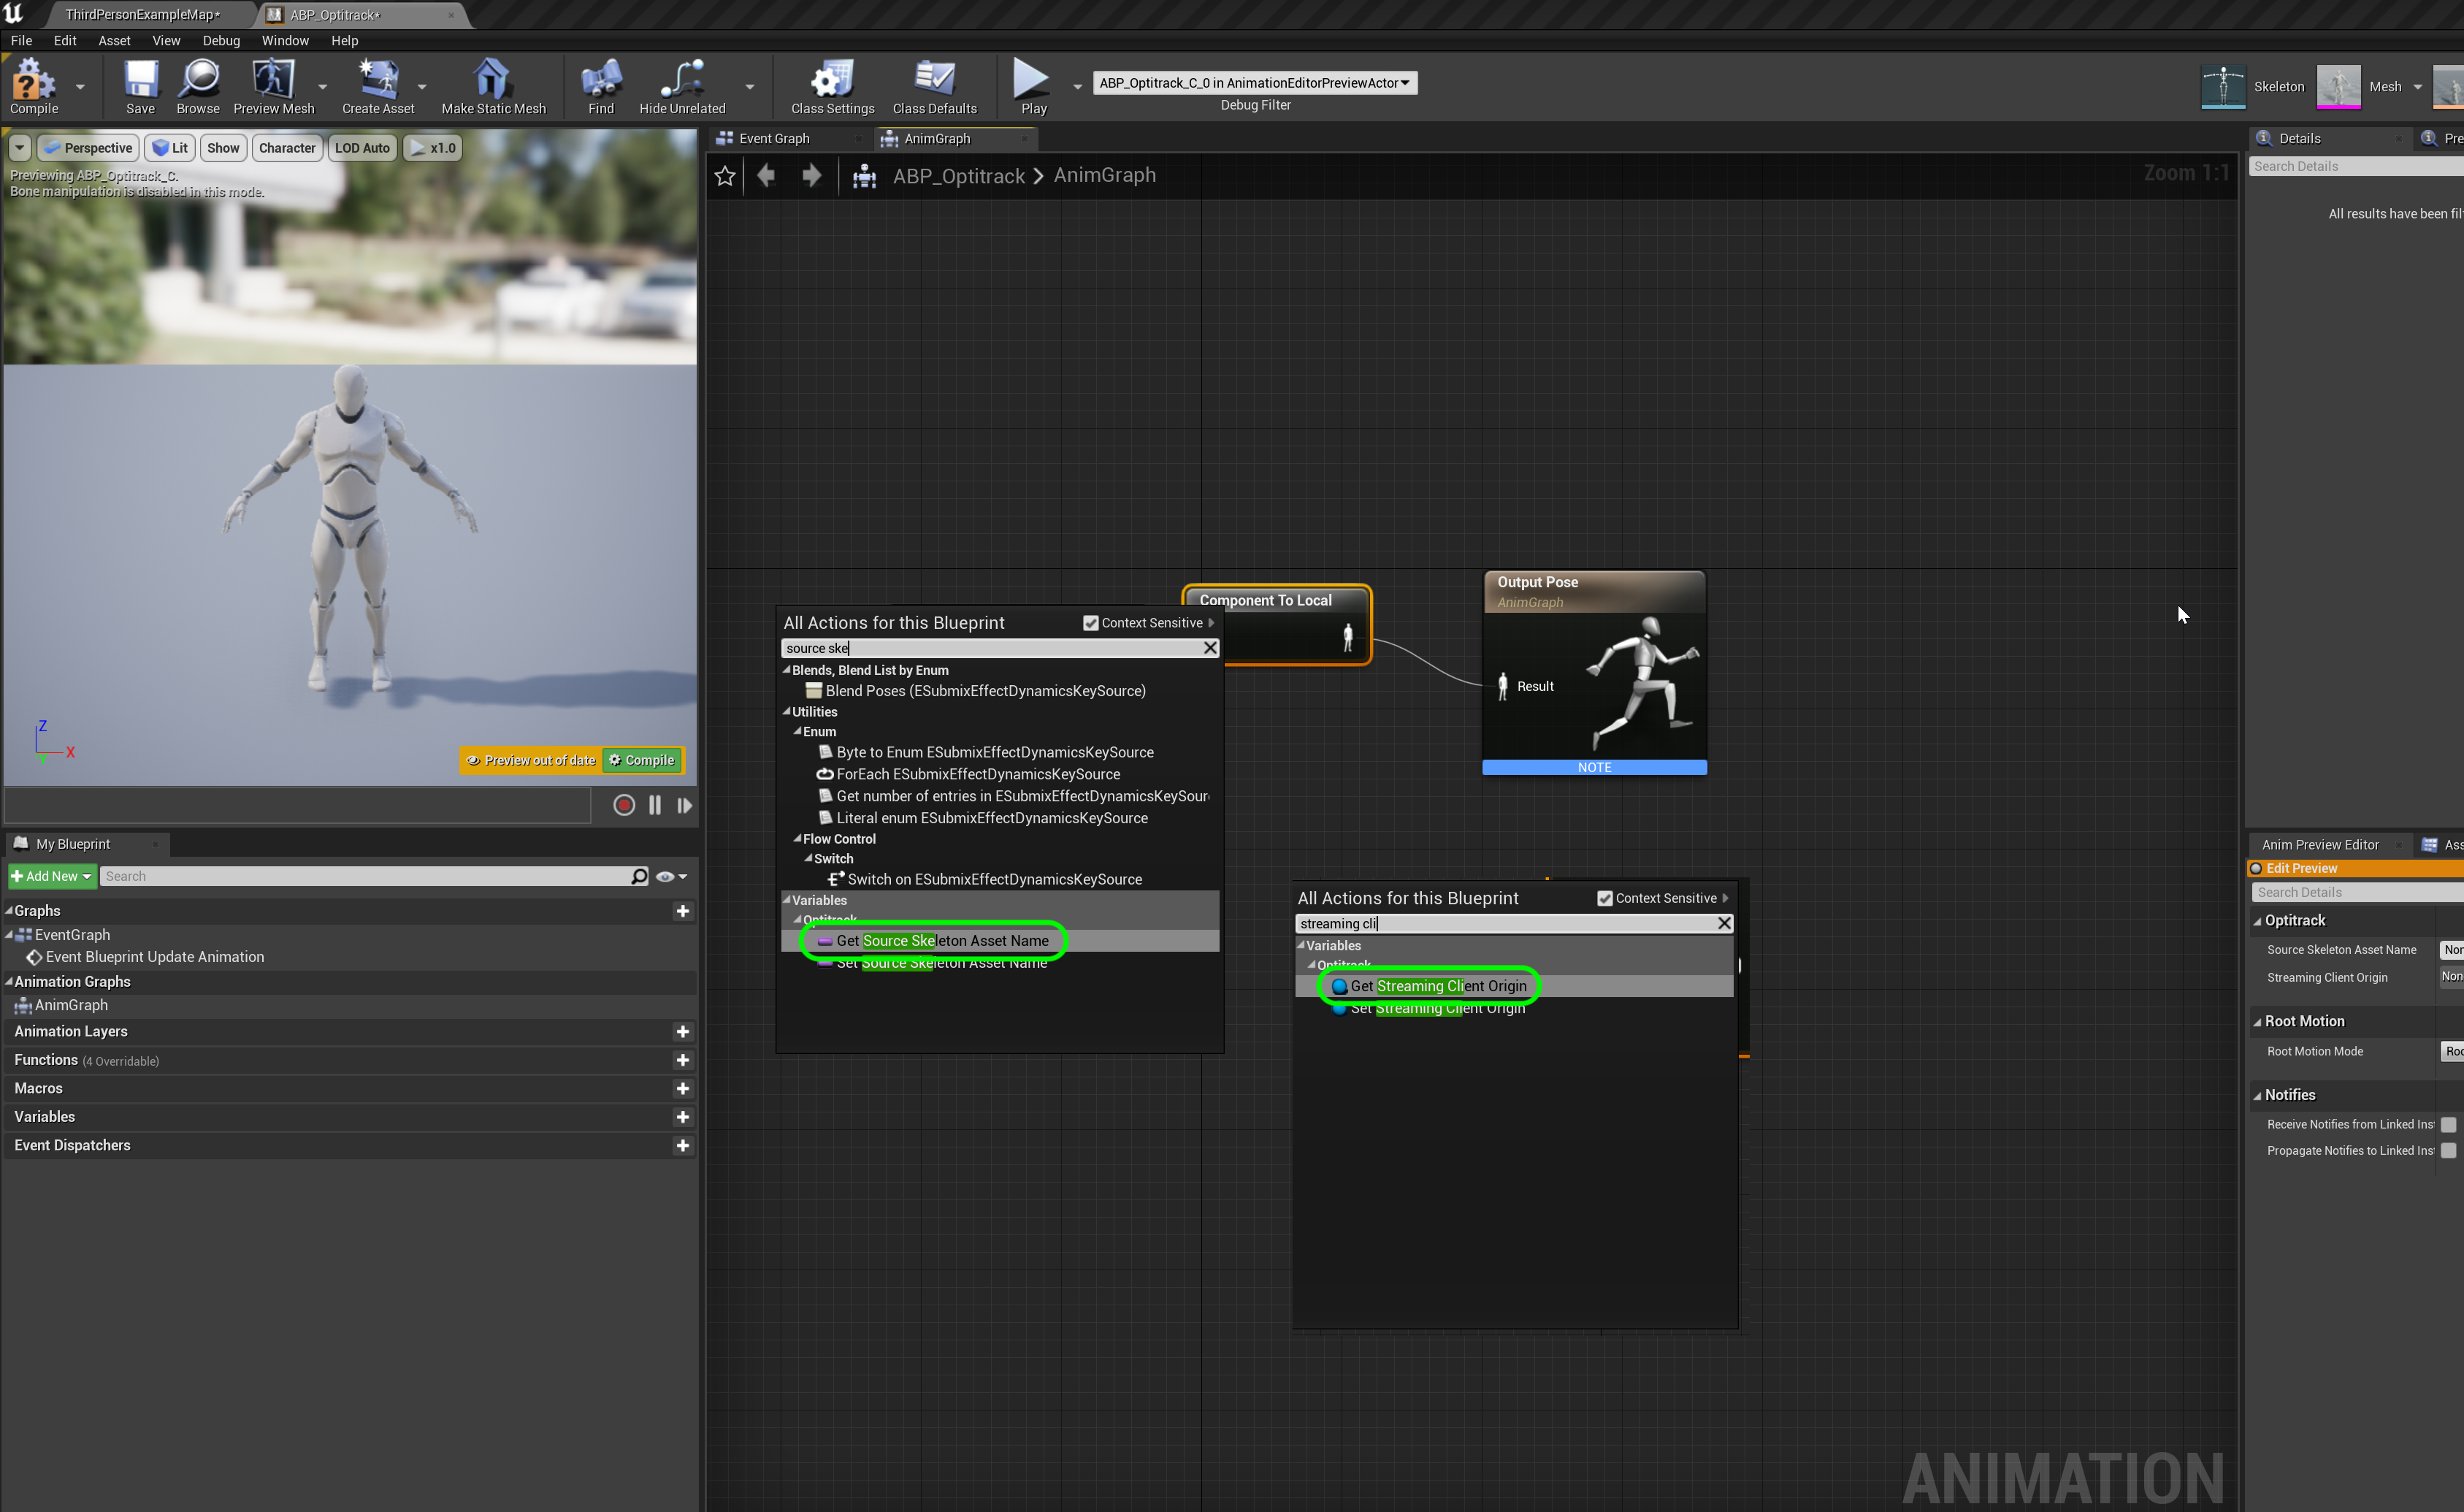 ThirdPersonExampleMap*
ABP_Optitrack*
File Edit Asset View Debug Window Help
Compile
Save
Browse
Preview Mesh
Create Asset
Make Static Mesh
Find
Hide Unrelated
Class Settings
Class Defaults
Play
ABP_Optitrack_C_0 in AnimationEditorPreviewActor
Debug Filter
Skeleton
Mesh
Perspective
Lit
Show
Character
LOD Auto
x1.0
Previewing ABP_Optitrack_C.
Bone manipulation is disabled in this mode.
Z
X
Preview out of date
Compile
My Blueprint
Add New
Search
Graphs
EventGraph
Event Blueprint Update Animation
Animation Graphs
AnimGraph
Animation Layers
Functions (4 Overridable)
Macros
Variables
Event Dispatchers
Event Graph
AnimGraph
ABP_Optitrack > AnimGraph
Zoom 1:1
Component To Local
Output Pose
AnimGraph
Result
NOTE
All Actions for this Blueprint
Context Sensitive
source ske
Blends, Blend List by Enum
Blend Poses (ESubmixEffectDynamicsKeySource)
Utilities
Enum
Byte to Enum ESubmixEffectDynamicsKeySource
ForEach ESubmixEffectDynamicsKeySource
Get number of entries in ESubmixEffectDynamicsKeySour
Literal enum ESubmixEffectDynamicsKeySource
Flow Control
Switch
Switch on ESubmixEffectDynamicsKeySource
Variables
Optitrack
Get Source Skeleton Asset Name
Set Source Skeleton Asset Name
All Actions for this Blueprint
Context Sensitive
streaming cli
Variables
Optitrack
Get Streaming Client Origin
Set Streaming Client Origin
ANIMATION
Details
Pre
Search Details
All results have been fil
Anim Preview Editor
Ass
Edit Preview
Search Details
Optitrack
Source Skeleton Asset Name
Non
Streaming Client Origin
Non
Root Motion
Root Motion Mode
Roo
Notifies
Receive Notifies from Linked Ins
Propagate Notifies to Linked Ins